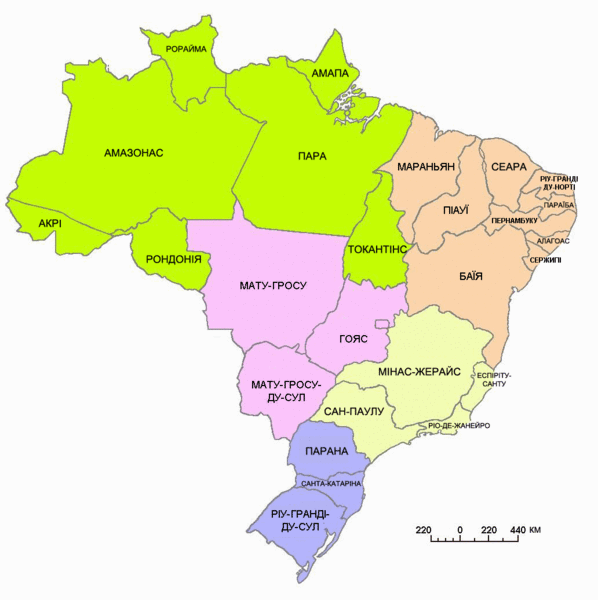 РОРАЙМА
АМАПА
АМАЗОНАС
ПАРА
МАРАНЬЯН
СЕАРА
РІУ-ГРАНДІ
ДУ-НОРТІ
ПАРАЇБА
ПІАУЇ
ПЕРНАМБУКУ
АКРІ
АЛАГОАС
ТОКАНТІНС
РОНДОНІЯ
СЕРЖИПІ
БАЇЯ
МАТУ-ГРОСУ
ГОЯС
МІНАС-ЖЕРАЙС
ЕСПІРІТУ-
САНТУ
МАТУ-ГРОСУ-
ДУ-СУЛ
САН-ПАУЛУ
РІО-ДЕ-ЖАНЕЙРО
ПАРАНА
САНТА-КАТАРІНА
РІУ-ГРАНДІ-
ДУ-СУЛ
220 0 220 440 КМ